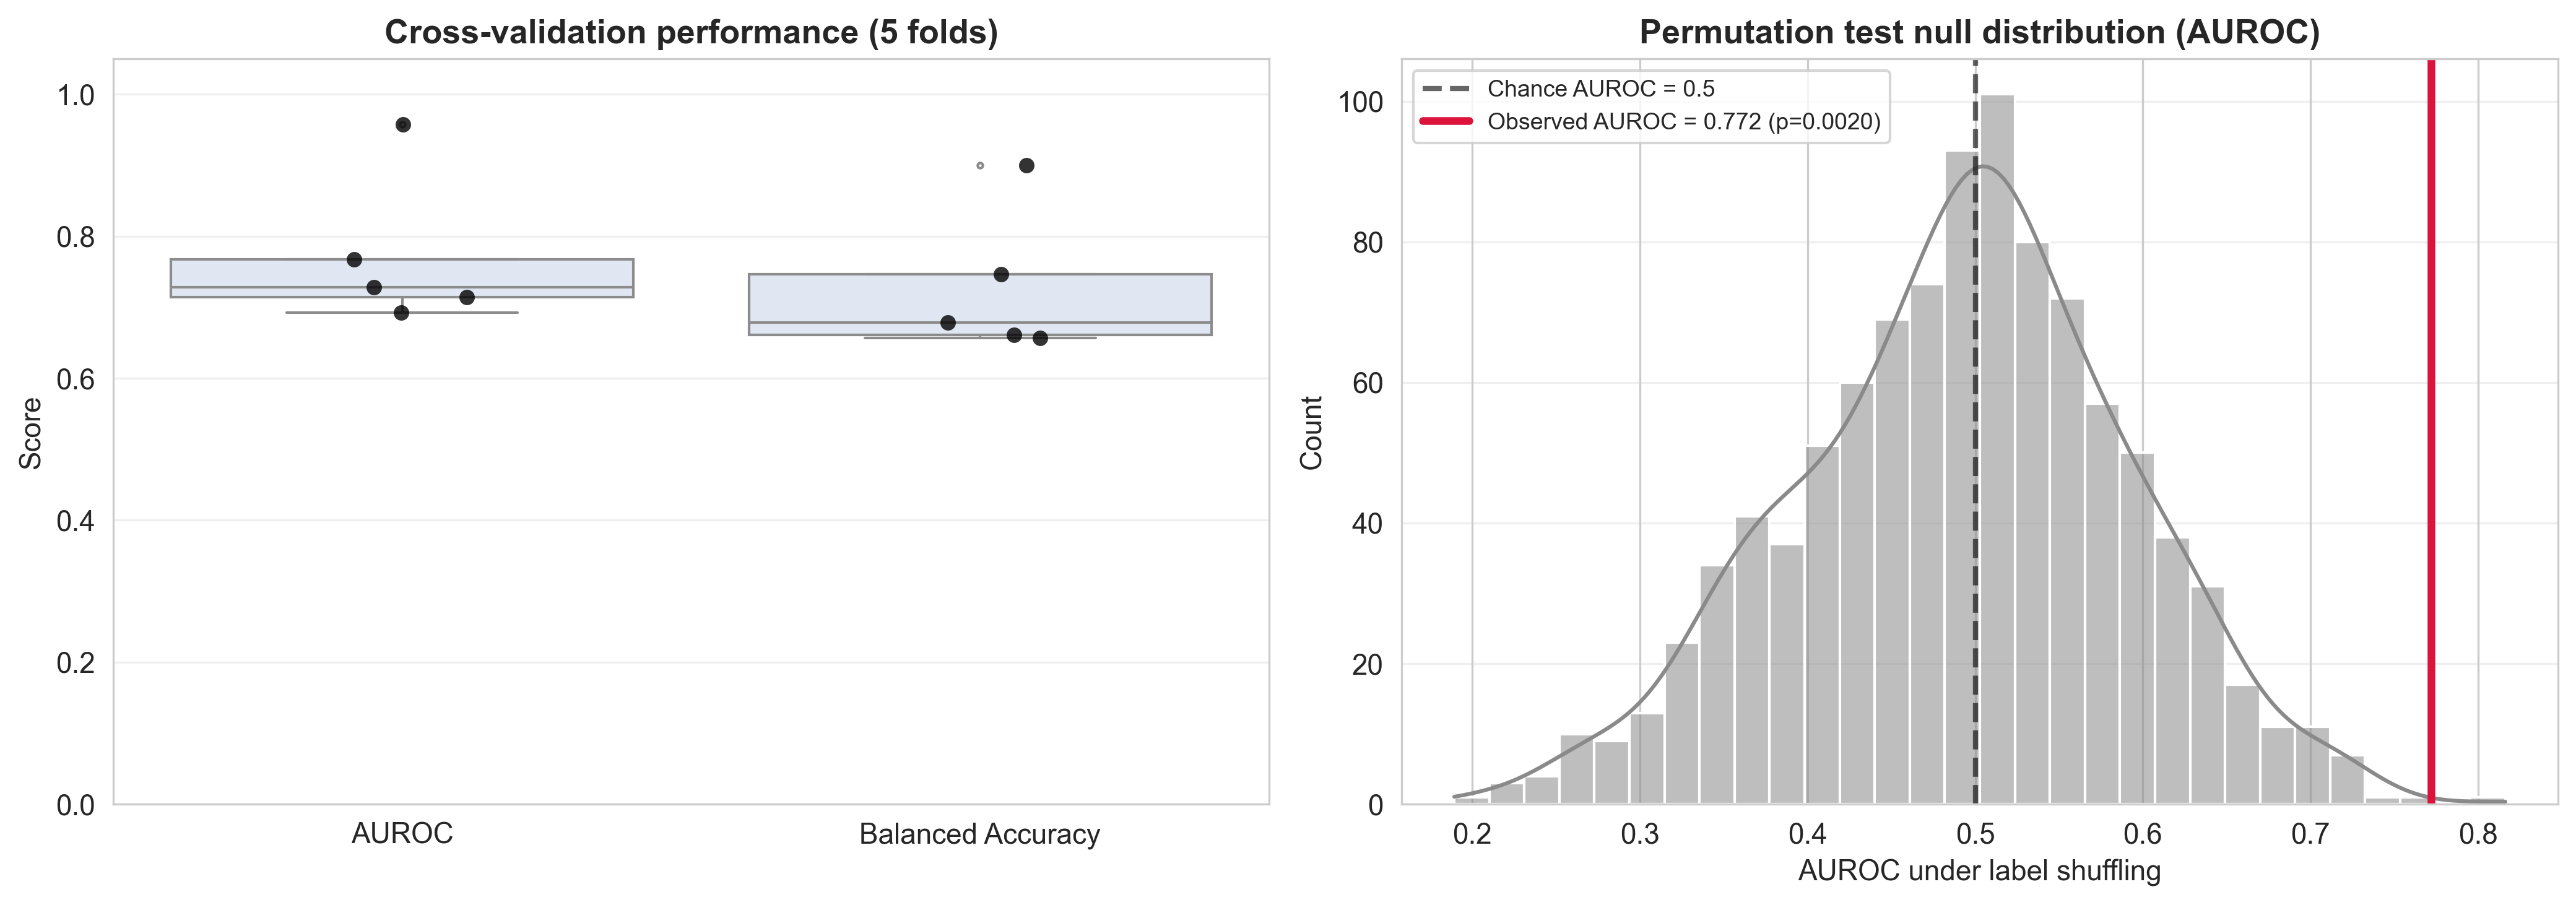 Cross-validation performance (5 folds)
1.0
0.8
0.6
0.4
0.2
0.0
Score
AUROC
Balanced Accuracy
Permutation test null distribution (AUROC)
Chance AUROC = 0.5
Observed AUROC = 0.772 (p=0.0020)
100
80
60
40
20
0
Count
0.2
0.3
0.4
0.5
0.6
0.7
0.8
AUROC under label shuffling